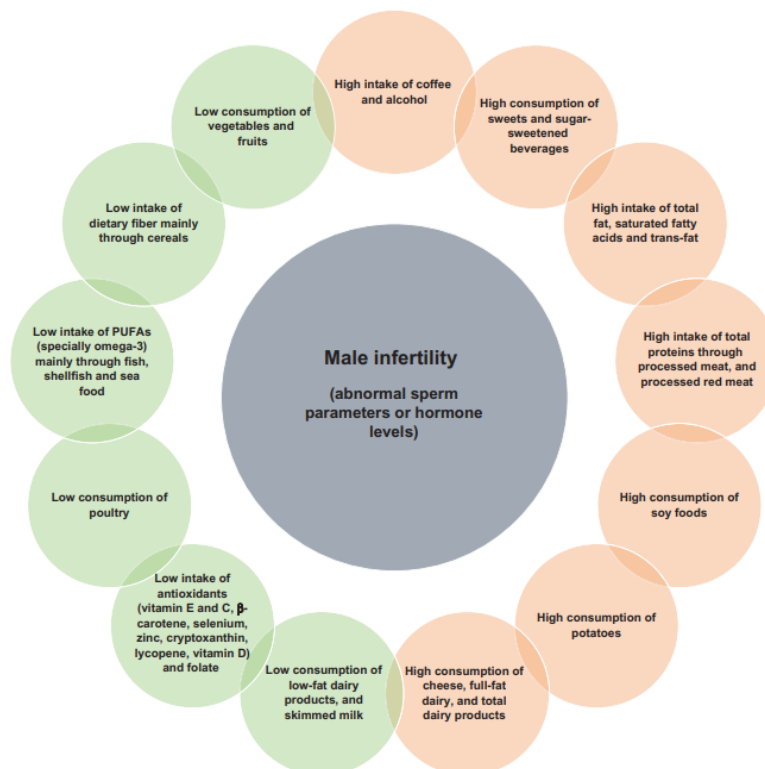 High intake of coffee
and alcohol
High consumption of
sweets and sugar-
sweetened
beverages
High intake of total
fat, saturated fatty
acids and trans-fat
High intake of total
proteins through
processed meat, and
processed red meat
High consumption of
soy foods
High consumption of
potatoes
High consumption of
cheese, full-fat
dairy, and total
dairy products
Low consumption of
low-fat dairy
products, and
skimmed milk
Low intake of
antioxidants
(vitamin E and C, β-
carotene, selenium,
zinc, cryptoxanthin,
lycopene, vitamin D)
and folate
Low consumption of
poultry
Low intake of PUFAs
(specially omega-3)
mainly through fish,
shellfish and sea
food
Low intake of
dietary fiber mainly
through cereals
Low consumption of
vegetables and
fruits
Male infertility
(abnormal sperm
parameters or hormone
levels)